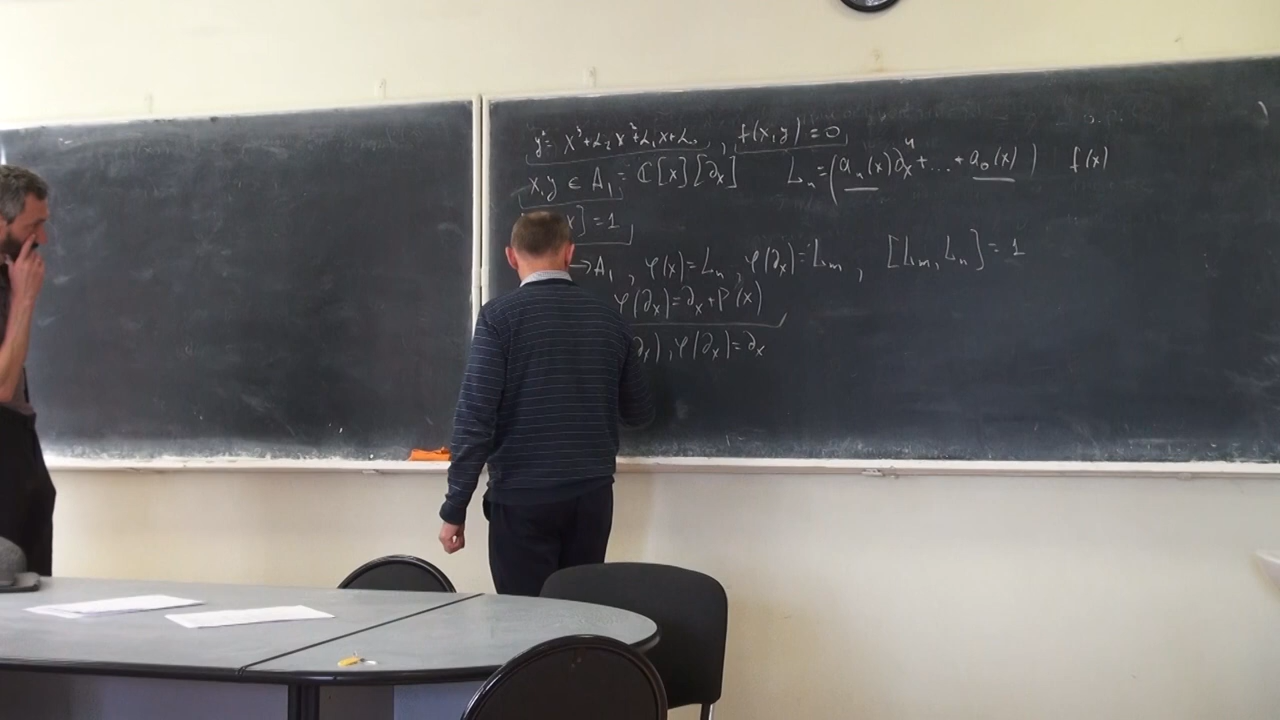 y² = x³ + α₂x² + α₁x + α₀ , f(x,y) = 0
x,y ∈ A₁ = ℂ[x][∂ₓ] Lₙ = (aₙ(x)∂ₓⁿ + ... + a₀(x)) f(x)
x] = 1
→ A₁ , φ(x) = Lₙ , φ(∂ₓ) = Lₘ , [Lₘ, Lₙ] = 1
φ(∂ₓ) = ∂ₓ + P'(x)
∂ₓ) , φ(∂ₓ) = ∂ₓ